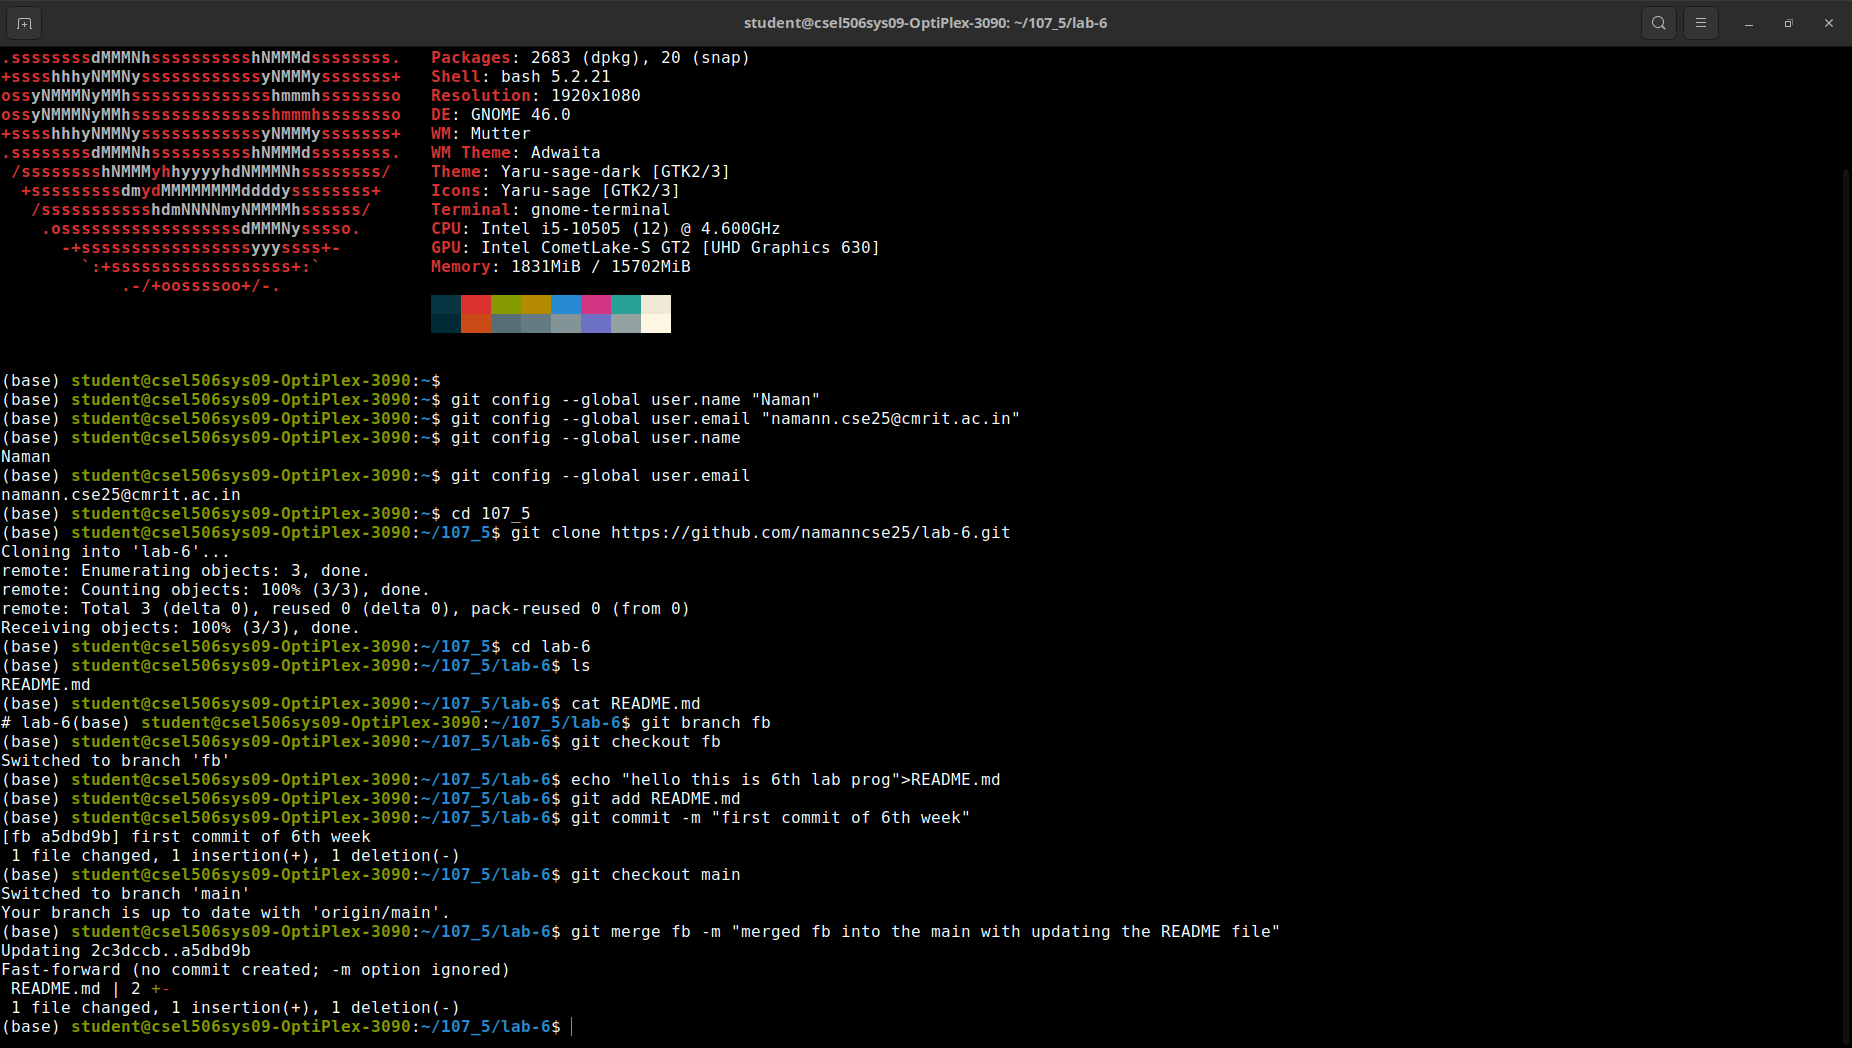 student@csel506sys09-OptiPlex-3090: ~/107_5/lab-6
.ssssssssdMMMNhsssssssssshNMMMdssssssss.   Packages: 2683 (dpkg), 20 (snap)
+sssshhhyNMMNyssssssssssssyNMMMysssssss+   Shell: bash 5.2.21
ossyNMMMNyMMhsssssssssssssshmmmhssssssso   Resolution: 1920x1080
ossyNMMMNyMMhsssssssssssssshmmmhssssssso   DE: GNOME 46.0
+sssshhhyNMMNyssssssssssssyNMMMysssssss+   WM: Mutter
.ssssssssdMMMNhsssssssssshNMMMdssssssss.   WM Theme: Adwaita
 /sssssssshNMMMyhhyyyyhdNMMMNhssssssss/    Theme: Yaru-sage-dark [GTK2/3]
  +sssssssssdmydMMMMMMMMddddyssssssss+     Icons: Yaru-sage [GTK2/3]
   /ssssssssssshdmNNNNmyNMMMMhssssss/      Terminal: gnome-terminal
    .ossssssssssssssssssdMMMNysssso.       CPU: Intel i5-10505 (12) @ 4.600GHz
      -+sssssssssssssssssyyyssss+-         GPU: Intel CometLake-S GT2 [UHD Graphics 630]
        `:+ssssssssssssssssss+:`           Memory: 1831MiB / 15702MiB
            .-/+oossssoo+/-.
(base) student@csel506sys09-OptiPlex-3090:~$
(base) student@csel506sys09-OptiPlex-3090:~$ git config --global user.name "Naman"
(base) student@csel506sys09-OptiPlex-3090:~$ git config --global user.email "namann.cse25@cmrit.ac.in"
(base) student@csel506sys09-OptiPlex-3090:~$ git config --global user.name
Naman
(base) student@csel506sys09-OptiPlex-3090:~$ git config --global user.email
namann.cse25@cmrit.ac.in
(base) student@csel506sys09-OptiPlex-3090:~$ cd 107_5
(base) student@csel506sys09-OptiPlex-3090:~/107_5$ git clone https://github.com/namanncse25/lab-6.git
Cloning into 'lab-6'...
remote: Enumerating objects: 3, done.
remote: Counting objects: 100% (3/3), done.
remote: Total 3 (delta 0), reused 0 (delta 0), pack-reused 0 (from 0)
Receiving objects: 100% (3/3), done.
(base) student@csel506sys09-OptiPlex-3090:~/107_5$ cd lab-6
(base) student@csel506sys09-OptiPlex-3090:~/107_5/lab-6$ ls
README.md
(base) student@csel506sys09-OptiPlex-3090:~/107_5/lab-6$ cat README.md
# lab-6(base) student@csel506sys09-OptiPlex-3090:~/107_5/lab-6$ git branch fb
(base) student@csel506sys09-OptiPlex-3090:~/107_5/lab-6$ git checkout fb
Switched to branch 'fb'
(base) student@csel506sys09-OptiPlex-3090:~/107_5/lab-6$ echo "hello this is 6th lab prog">README.md
(base) student@csel506sys09-OptiPlex-3090:~/107_5/lab-6$ git add README.md
(base) student@csel506sys09-OptiPlex-3090:~/107_5/lab-6$ git commit -m "first commit of 6th week"
[fb a5dbd9b] first commit of 6th week
 1 file changed, 1 insertion(+), 1 deletion(-)
(base) student@csel506sys09-OptiPlex-3090:~/107_5/lab-6$ git checkout main
Switched to branch 'main'
Your branch is up to date with 'origin/main'.
(base) student@csel506sys09-OptiPlex-3090:~/107_5/lab-6$ git merge fb -m "merged fb into the main with updating the README file"
Updating 2c3dccb..a5dbd9b
Fast-forward (no commit created; -m option ignored)
 README.md | 2 +-
 1 file changed, 1 insertion(+), 1 deletion(-)
(base) student@csel506sys09-OptiPlex-3090:~/107_5/lab-6$